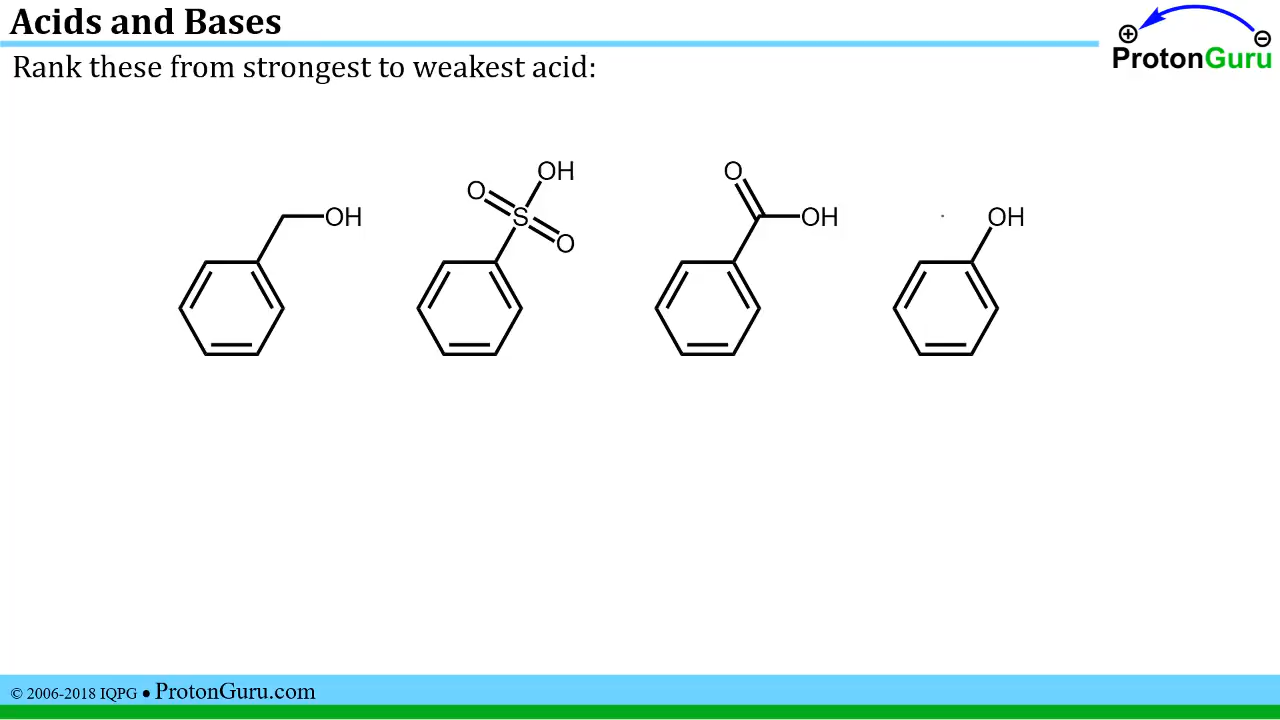 Acids and Bases
ProtonGuru
Rank these from strongest to weakest acid:
OH
O
S
OH
O
O
OH
OH
© 2006-2018 IQPG ● ProtonGuru.com